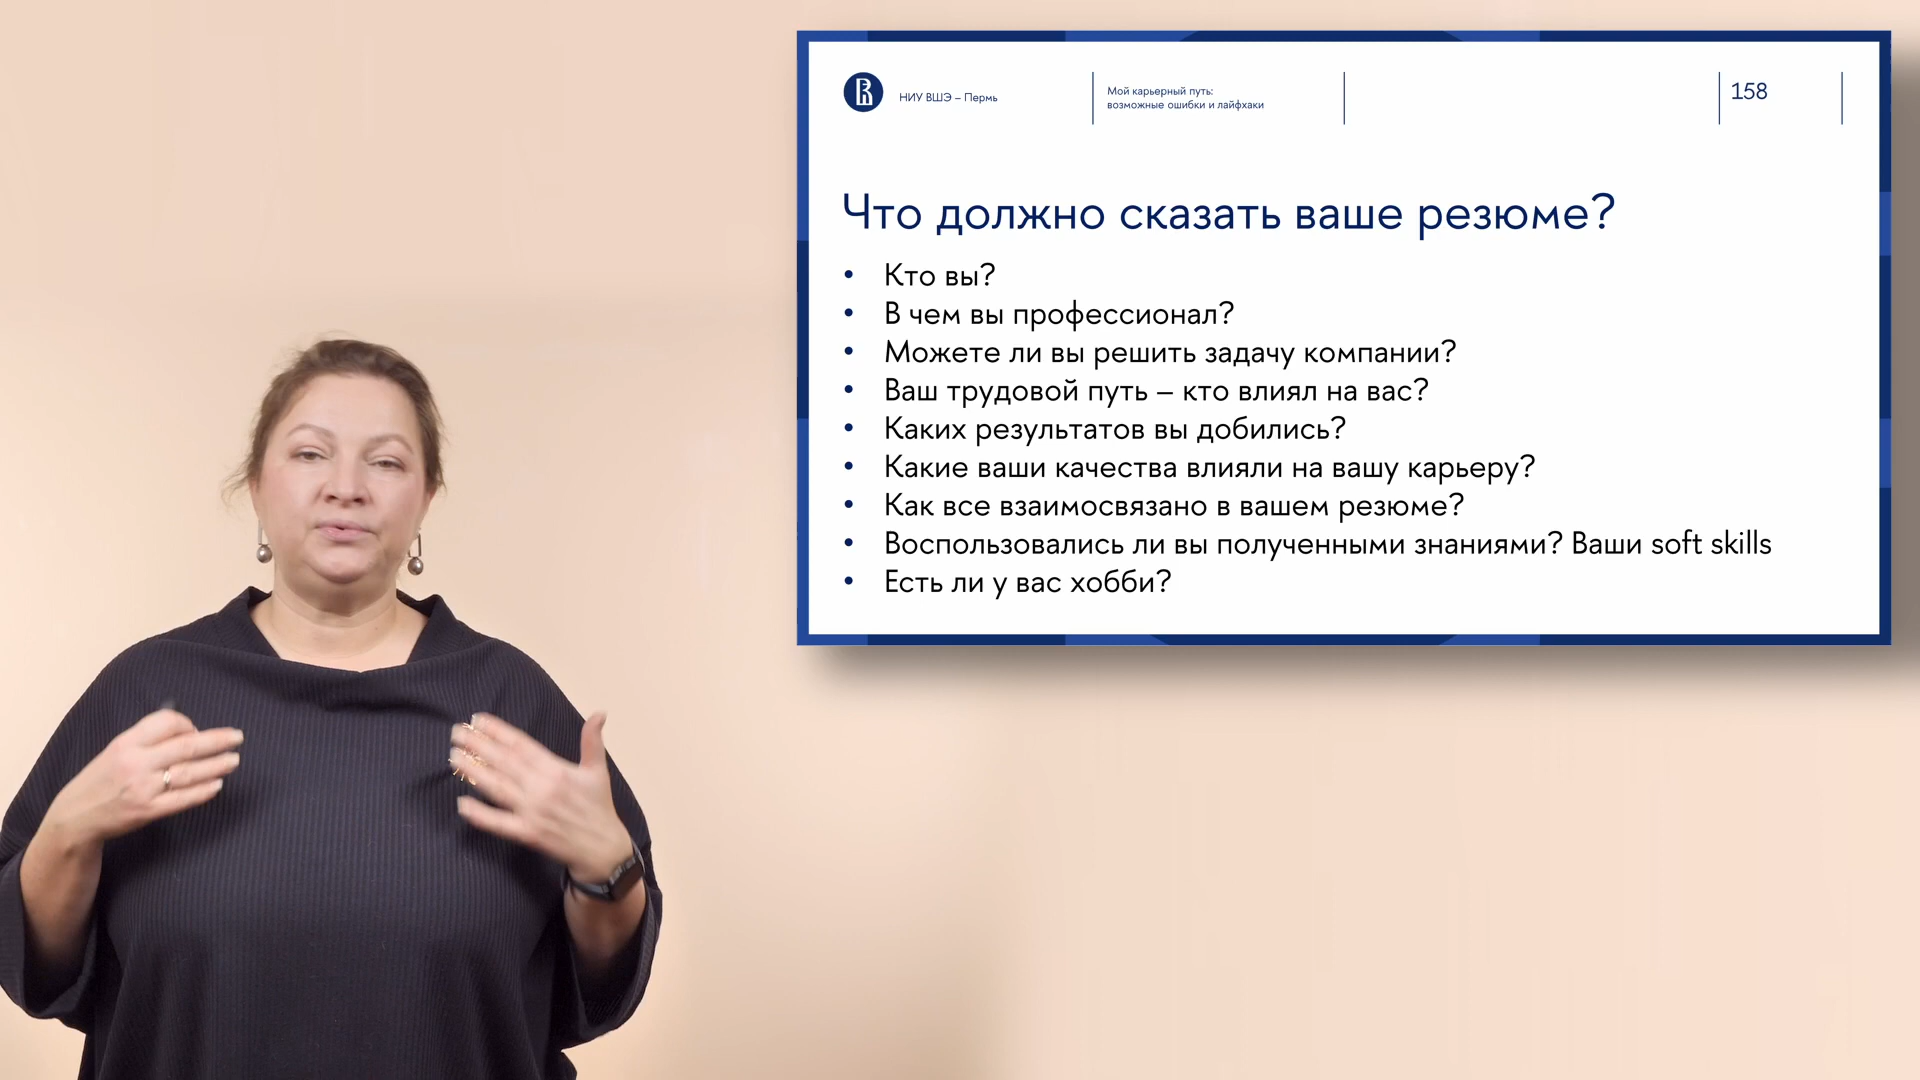 НИУ ВШЭ – Пермь
Мой карьерный путь:
возможные ошибки и лайфхаки
158
Что должно сказать ваше резюме?
• Кто вы?
• В чем вы профессионал?
• Можете ли вы решить задачу компании?
• Ваш трудовой путь – кто влиял на вас?
• Каких результатов вы добились?
• Какие ваши качества влияли на вашу карьеру?
• Как все взаимосвязано в вашем резюме?
• Воспользовались ли вы полученными знаниями? Ваши soft skills
• Есть ли у вас хобби?